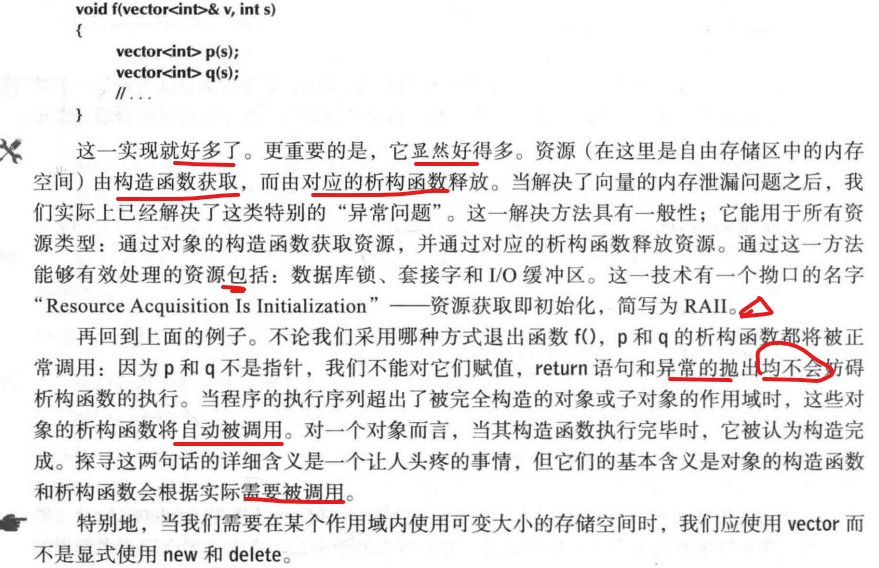 void f(vector<int>& v, int s)
{
vector<int> p(s);
vector<int> q(s);
// . . .
}
这一实现就好多了。更重要的是，它显然好得多。资源（在这里是自由存储区中的内存
空间）由构造函数获取，而由对应的析构函数释放。当解决了向量的内存泄漏问题之后，我
们实际上已经解决了这类特别的“异常问题”。这一解决方法具有一般性；它能用于所有资
源类型：通过对象的构造函数获取资源，并通过对应的析构函数释放资源。通过这一方法
能够有效处理的资源包括：数据库锁、套接字和 I/O 缓冲区。这一技术有一个拗口的名字
“Resource Acquisition Is Initialization” ——资源获取即初始化，简写为 RAII。
再回到上面的例子。不论我们采用哪种方式退出函数 f()，p 和 q 的析构函数都将被正
常调用：因为 p 和 q 不是指针，我们不能对它们赋值，return 语句和异常的抛出均不会妨碍
析构函数的执行。当程序的执行序列超出了被完全构造的对象或子对象的作用域时，这些对
象的析构函数将自动被调用。对一个对象而言，当其构造函数执行完毕时，它被认为构造完
成。探寻这两句话的详细含义是一个让人头疼的事情，但它们的基本含义是对象的构造函数
和析构函数会根据实际需要被调用。
特别地，当我们需要在某个作用域内使用可变大小的存储空间时，我们应使用 vector 而
不是显式使用 new 和 delete。